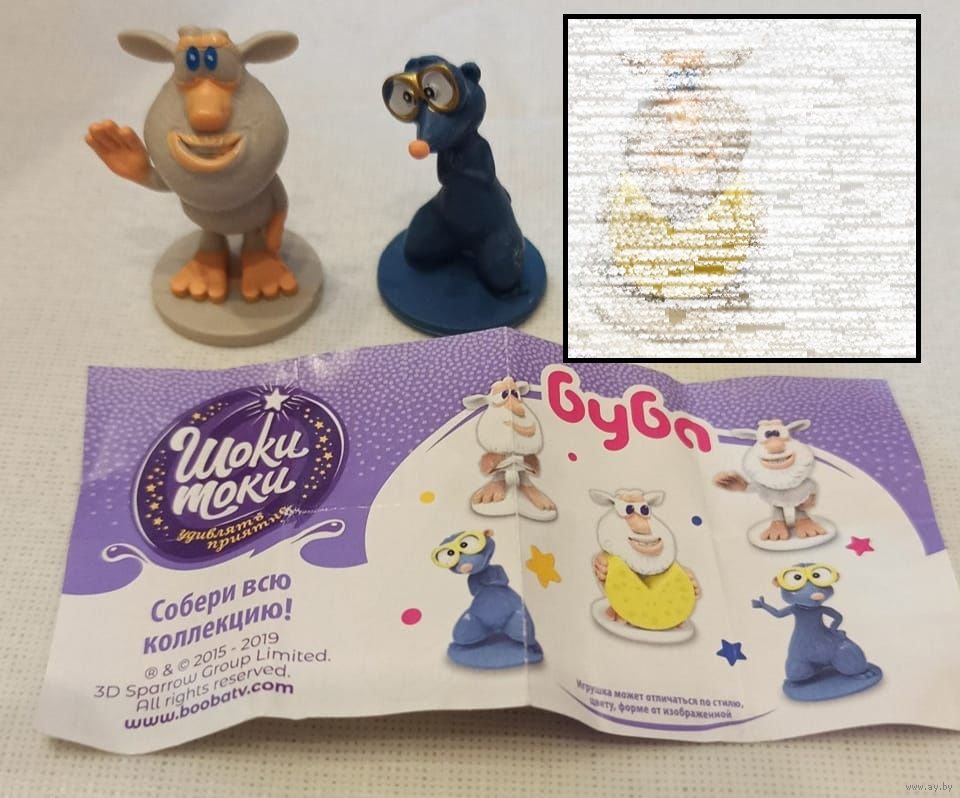 Шоки
токи
удивлять
приятно
буба
Собери всю
коллекцию!
® & © 2015 - 2019
3D Sparrow Group Limited.
All rights reserved.
www.boobatv.com
Игрушка может отличаться по стилю,
цвету, форме от изображенной
www.ay.by